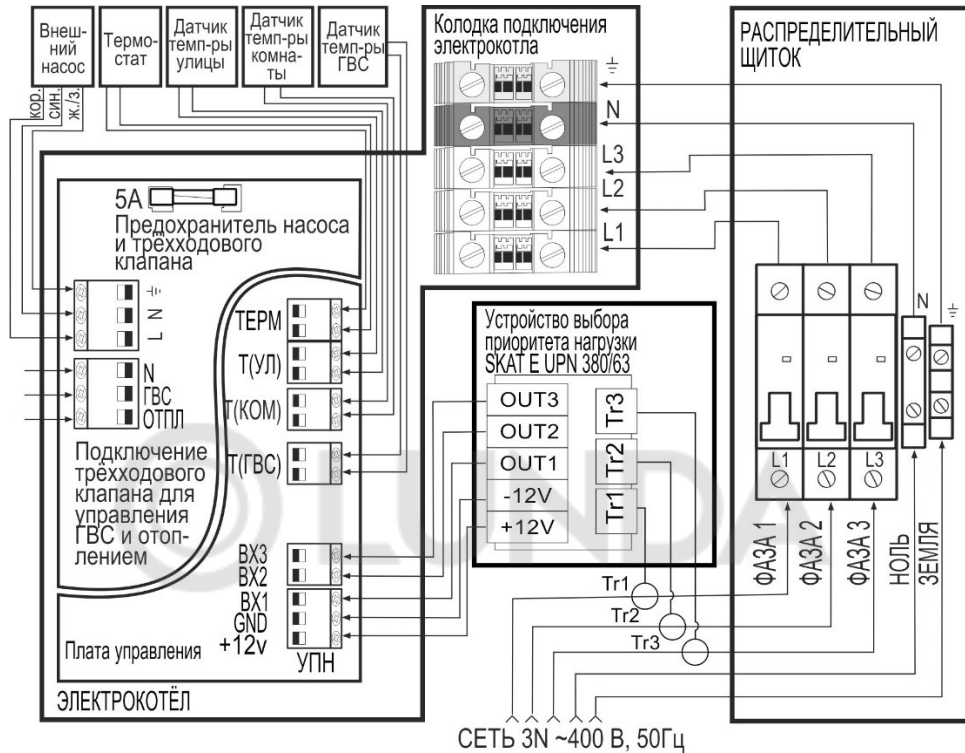 Внеш-
ний
насос
Термо-
стат
Датчик
темп-ры
улицы
Датчик
темп-ры
комна-
ты
Датчик
темп-ры
ГВС
кор.
син.
ж./з.
Колодка подключения
электрокотла
N
L3
L2
L1
РАСПРЕДЕЛИТЕЛЬНЫЙ
ЩИТОК
5А
Предохранитель насоса
и трёхходового
клапана
L N
N
ГВС
ОТПЛ
Подключение
трёхходового
клапана для
управления
ГВС и отоп-
лением
ТЕРМ
Т(УЛ)
Т(КОМ)
Т(ГВС)
BX3
BX2
BX1
GND
+12v
УПН
Плата управления
ЭЛЕКТРОКОТЁЛ
Устройство выбора
приоритета нагрузки
SKAT E UPN 380/63
OUT3
OUT2
OUT1
-12V
+12V
Tr3
Tr2
Tr1
Tr1
Tr2
Tr3
N
L1
L2
L3
ФАЗА 1
ФАЗА 2
ФАЗА 3
НОЛЬ
ЗЕМЛЯ
СЕТЬ 3N ~400 В, 50Гц
LUNDA